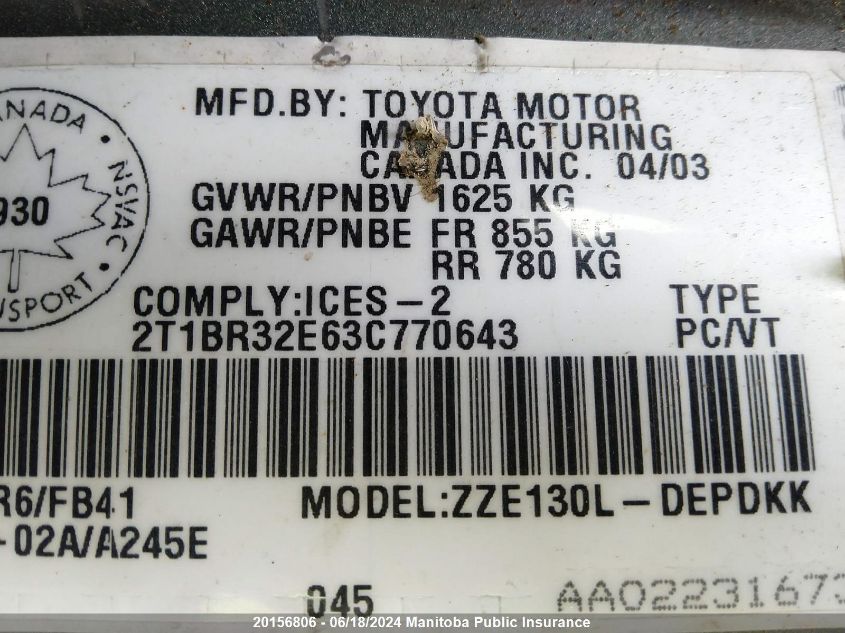 CANADA
NSVAC
930
MFD.BY: TOYOTA MOTOR
MANUFACTURING
CANADA INC. 04/03
GVWR/PNBV 1625 KG
GAWR/PNBE FR 855 KG
RR 780 KG
COMPLY:ICES-2
TYPE
2T1BR32E63C770643
PC/VT
R6/FB41
MODEL:ZZE130L-DEPDKK
-02A/A245E
045
AA02231673
20156806 - 06/18/2024 Manitoba Public Insurance